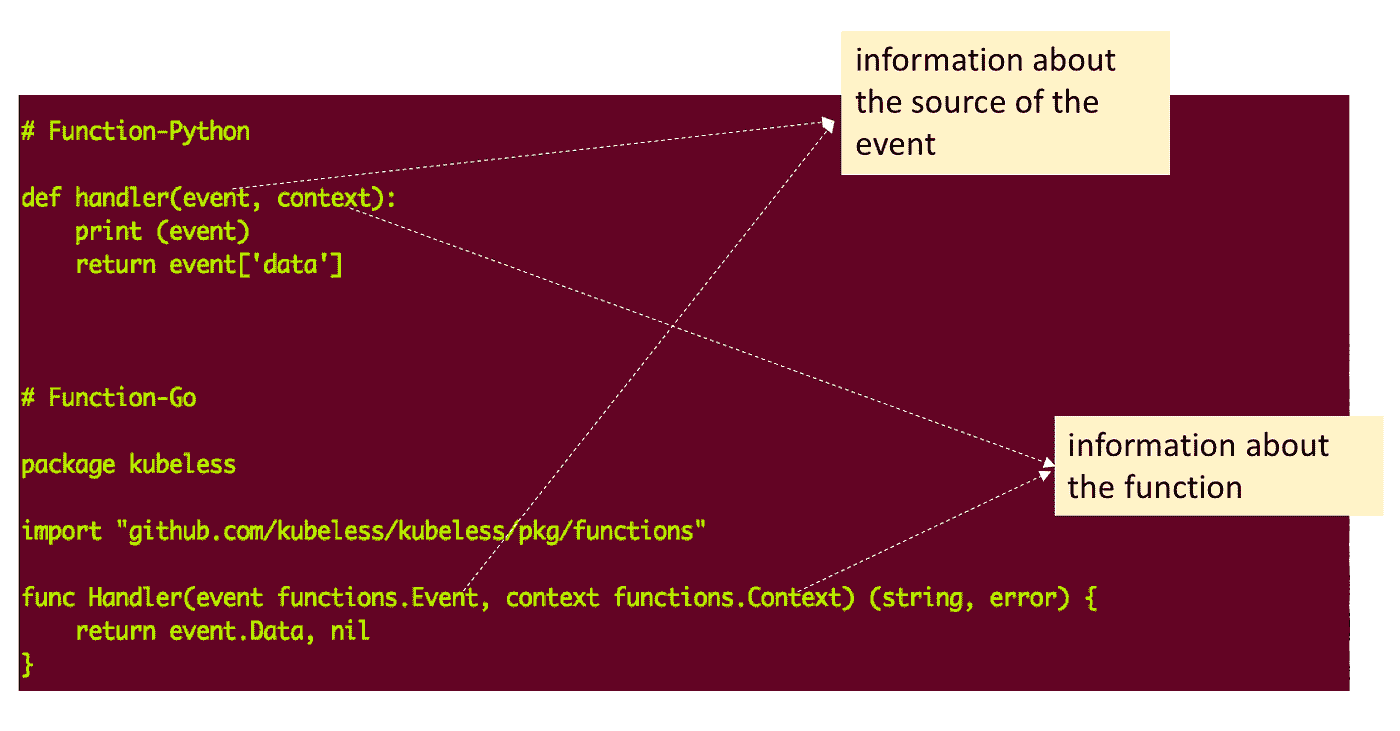 # Function-Python
def handler(event, context):
    print (event)
    return event['data']
# Function-Go
package kubeless
import "github.com/kubeless/kubeless/pkg/functions"
func Handler(event functions.Event, context functions.Context) (string, error) {
    return event.Data, nil
}
information about
the source of the
event
information about
the function